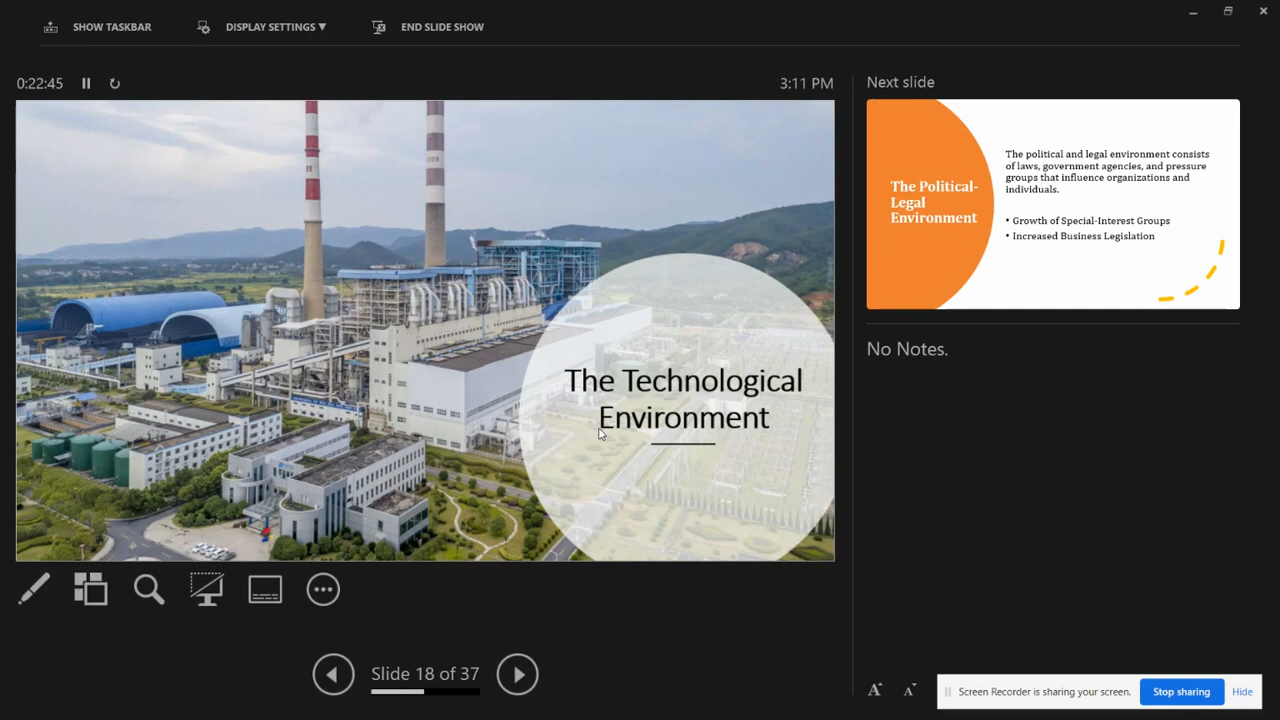 SHOW TASKBAR
DISPLAY SETTINGS ▼
END SLIDE SHOW
0:22:45
3:11 PM
Next slide
The Technological
Environment
The Political-
Legal
Environment
The political and legal environment consists
of laws, government agencies, and pressure
groups that influence organizations and
individuals.
• Growth of Special-Interest Groups
• Increased Business Legislation
No Notes.
Slide 18 of 37
A
A
Screen Recorder is sharing your screen.
Stop sharing
Hide